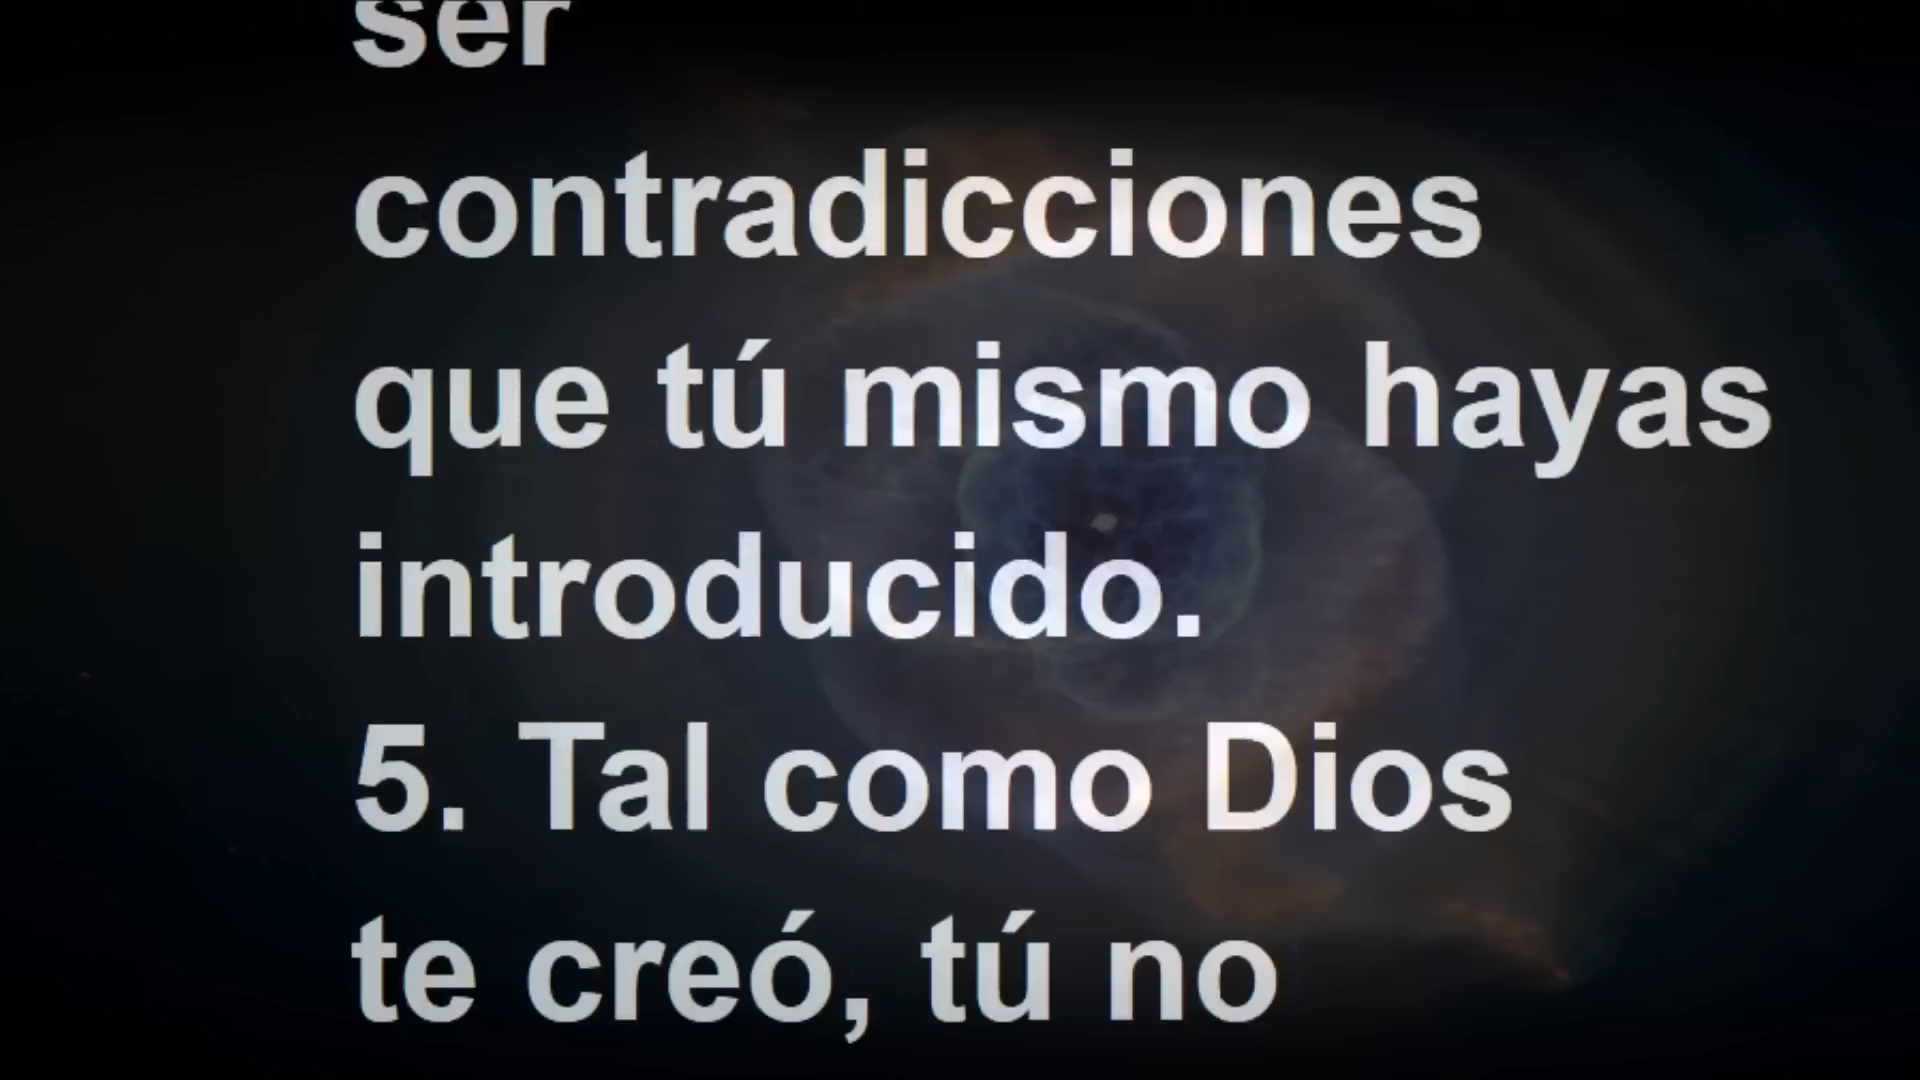 ser
contradicciones
que tú mismo hayas
introducido.
5. Tal como Dios
te creó, tú no